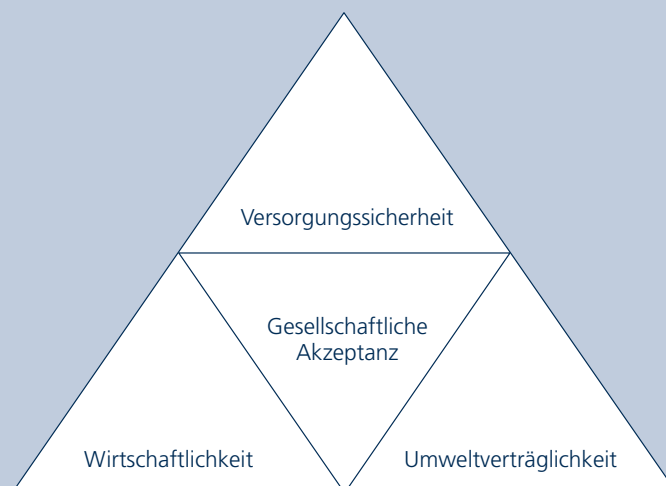 Versorgungssicherheit
Gesellschaftliche
Akzeptanz
Wirtschaftlichkeit
Umweltverträglichkeit